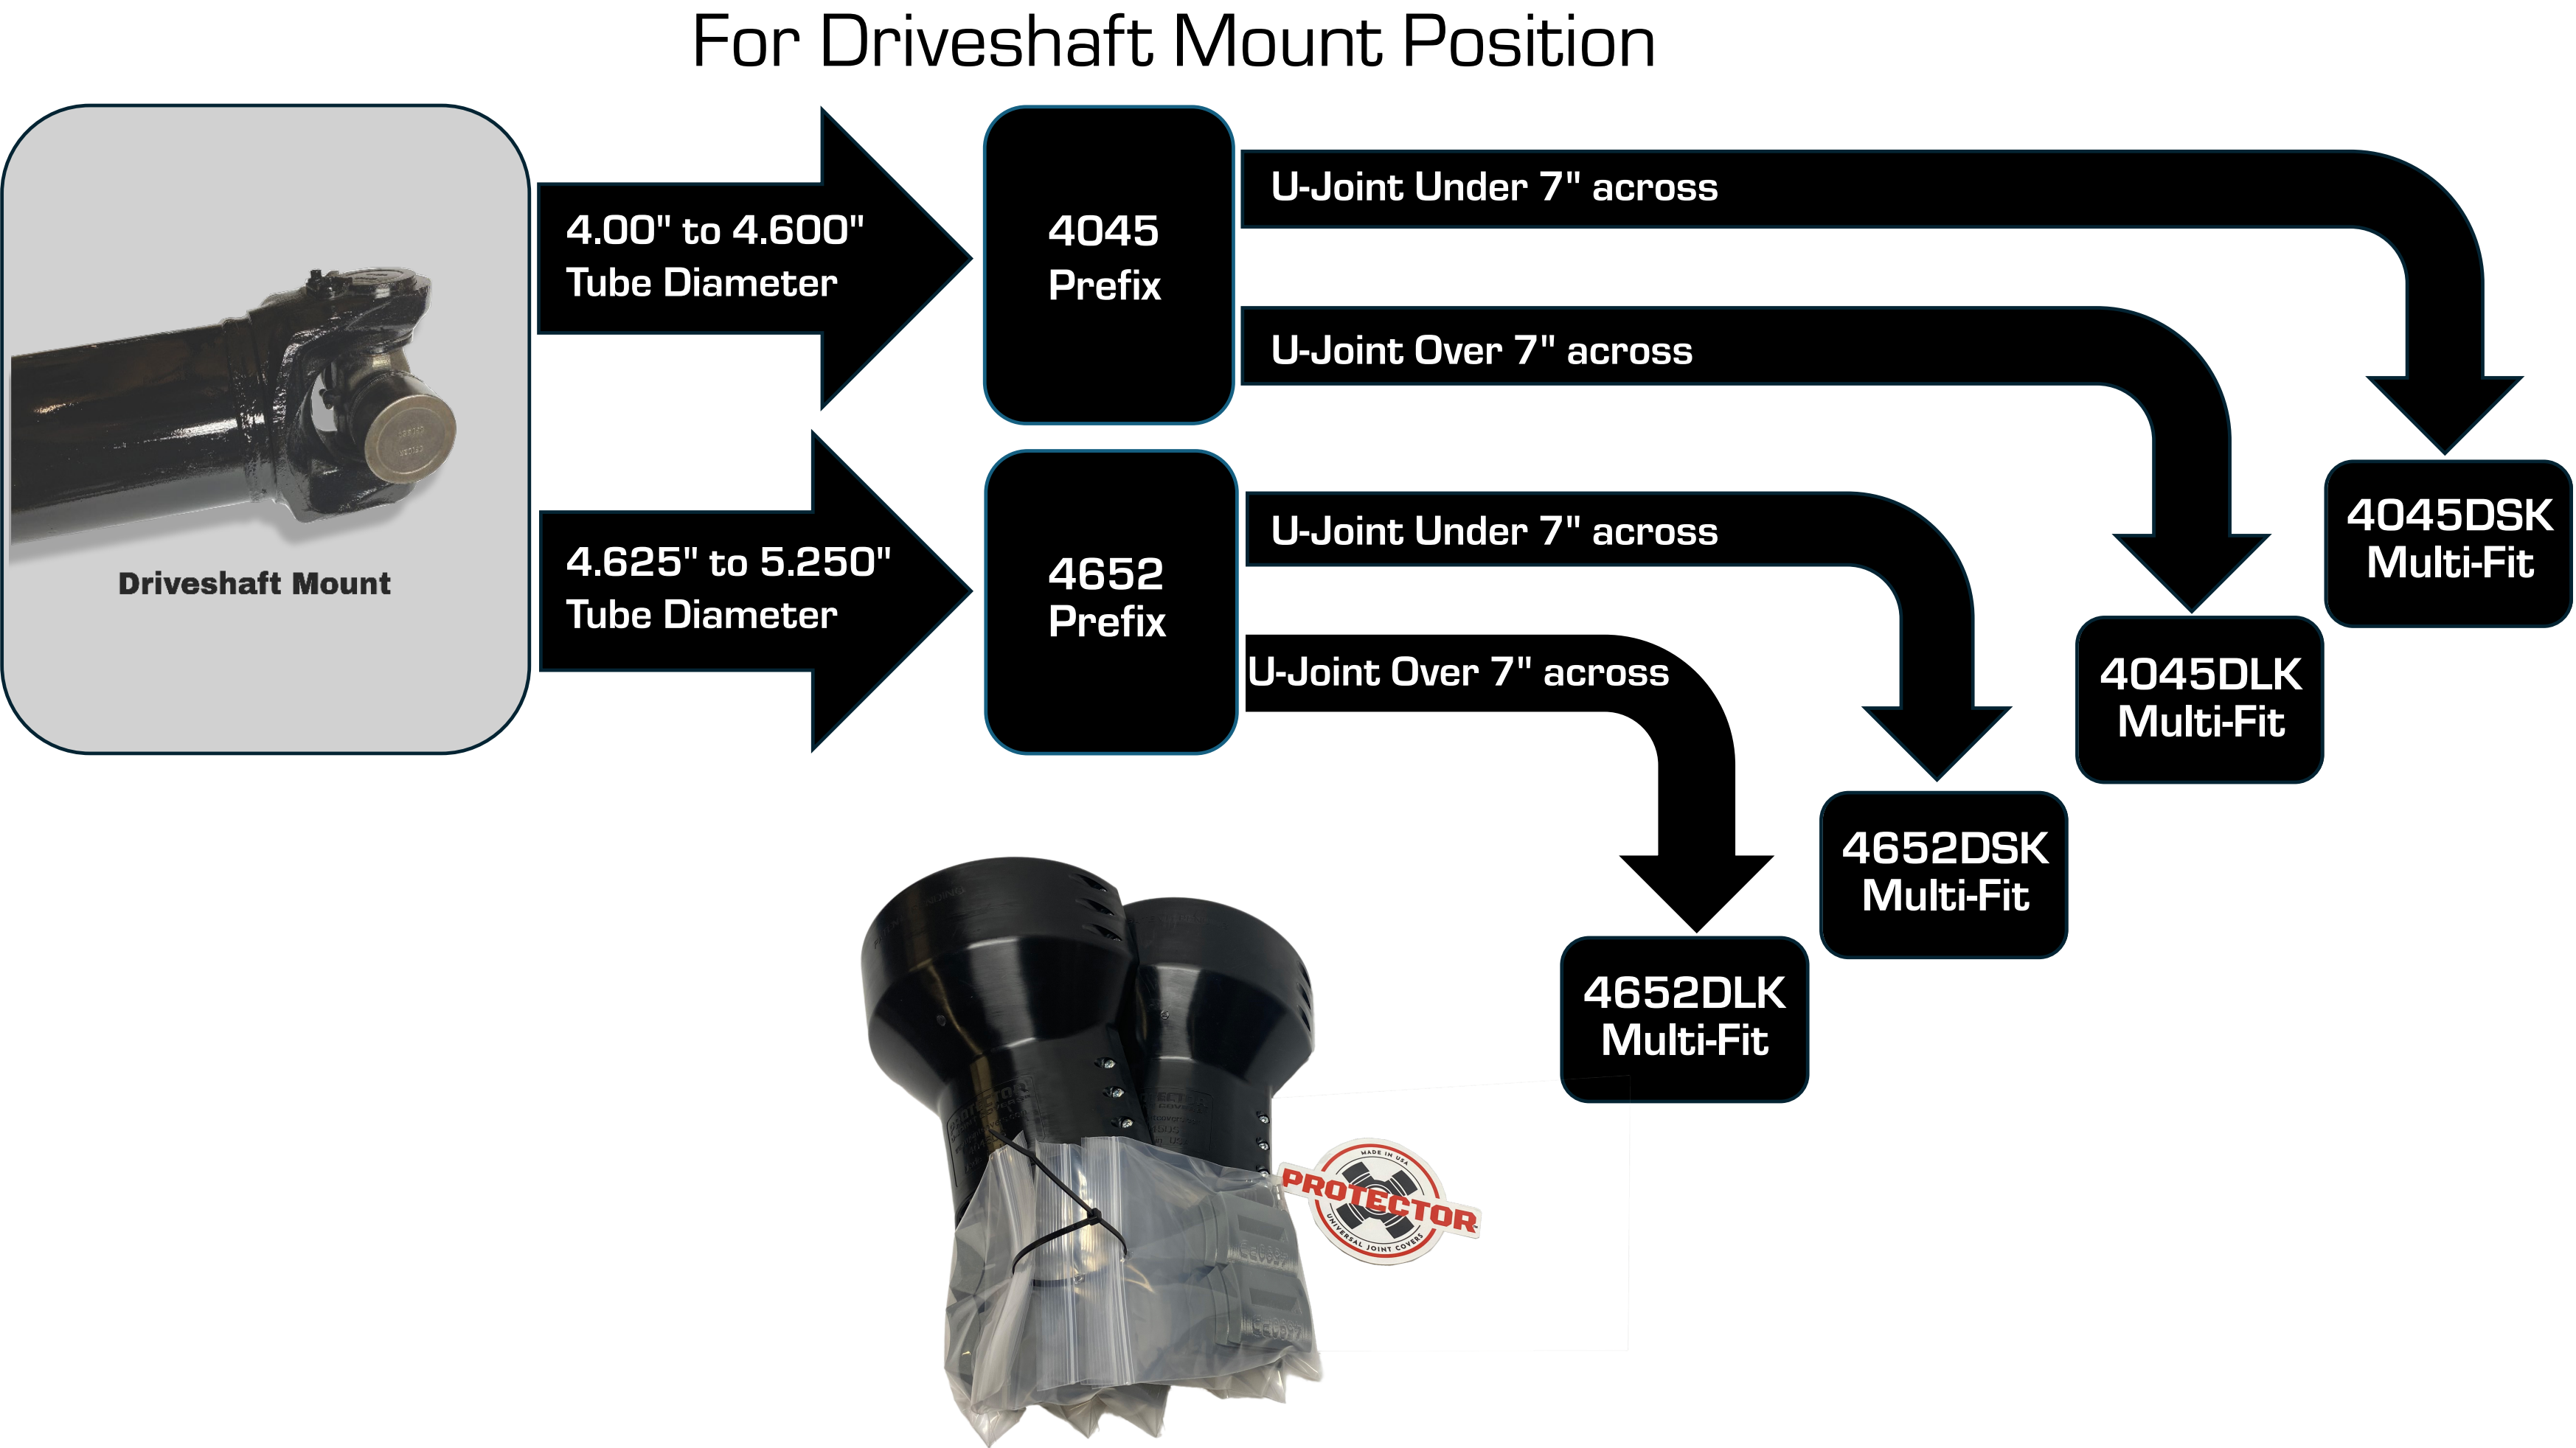 For Driveshaft Mount Position
4.00" to 4.600"
Tube Diameter
4045
Prefix
U-Joint Under 7" across
U-Joint Over 7" across
Driveshaft Mount
4.625" to 5.250"
Tube Diameter
4652
Prefix
U-Joint Under 7" across
U-Joint Over 7" across
4045DSK
Multi-Fit
4045DLK
Multi-Fit
4652DSK
Multi-Fit
4652DLK
Multi-Fit
MADE IN USA
PROTECTOR
UNIVERSAL JOINT COVERS